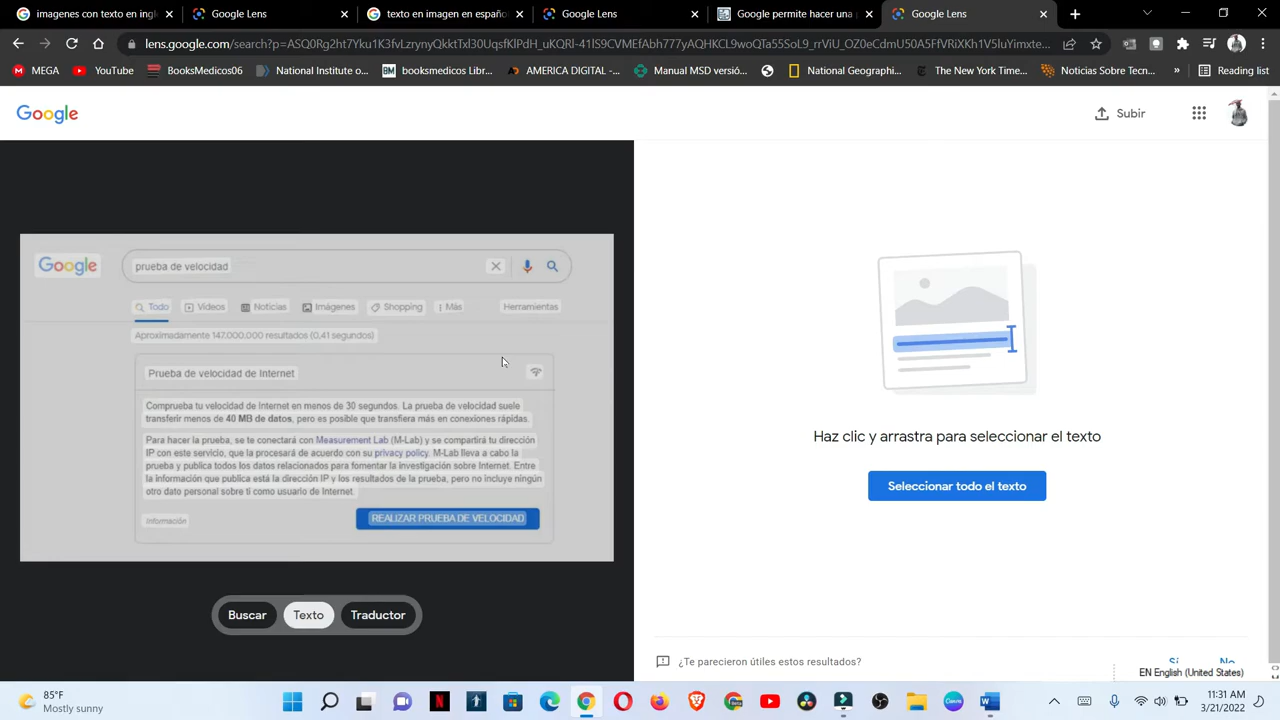 imagenes con texto en ingle
Google Lens
texto en imagen en español
Google Lens
Google permite hacer una
Google Lens
MEGA
YouTube
BooksMedicos06
National Institute o...
booksmedicos Libr...
AMERICA DIGITAL -...
Manual MSD versió...
National Geographi...
The New York Time...
Noticias Sobre Tecn...
Reading list
Google
Subir
Google
prueba de velocidad
Todo
Vídeos
Noticias
Imágenes
Shopping
Más
Herramientas
Aproximadamente 147.000.000 resultados (0,41 segundos)
Prueba de velocidad de Internet
Comprueba tu velocidad de Internet en menos de 30 segundos. La prueba de velocidad suele
transferir menos de 40 MB de datos, pero es posible que transfiera más en conexiones rápidas.
Para hacer la prueba, se te conectará con Measurement Lab (M-Lab) y se compartirá tu dirección
IP con este servicio, que la procesará de acuerdo con su privacy policy. M-Lab lleva a cabo la
prueba y publica todos los datos relacionados para fomentar la investigación sobre Internet. Entre
la información que publica está la dirección IP y los resultados de la prueba, pero no incluye ningún
otro dato personal sobre ti como usuario de Internet.
Información
REALIZAR PRUEBA DE VELOCIDAD
Buscar
Texto
Traductor
Haz clic y arrastra para seleccionar el texto
Seleccionar todo el texto
¿Te parecieron útiles estos resultados?
Sí
No
EN English (United States)
85°F
Mostly sunny
11:31 AM
3/21/2022